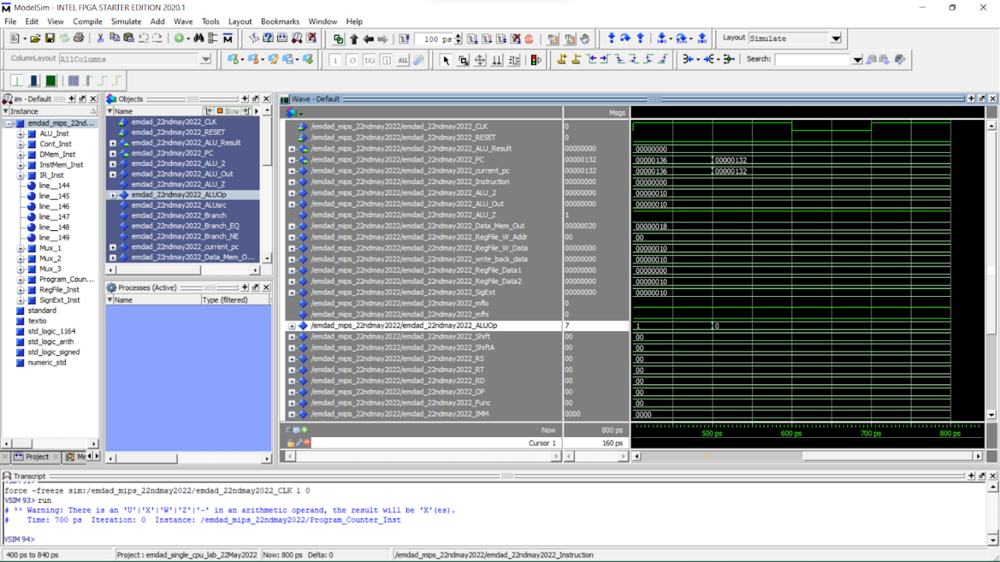 ModelSim - INTEL FPGA STARTER EDITION 2020.1
File Edit View Compile Simulate Add Wave Tools Layout Bookmarks Window Help
100 ps
Layout Simulate
ColumnLayout AllColumns
Search:
sim - Default
Instance
emdad_mips_22nd...
ALU_Inst
Cont_Inst
DMem_Inst
InstMem_Inst
IR_Inst
line__144
line__145
line__146
line__147
line__148
line__149
Mux_1
Mux_2
Mux_3
Program_Coun...
RegFile_Inst
SignExt_Inst
standard
textio
std_logic_1164
std_logic_arith
std_logic_signed
numeric_std
Project
Me
Objects
Name Now
emdad_22ndmay2022_CLK
emdad_22ndmay2022_RESET
emdad_22ndmay2022_ALU_Result
emdad_22ndmay2022_PC
emdad_22ndmay2022_ALU_2
emdad_22ndmay2022_ALU_Out
emdad_22ndmay2022_ALU_Z
emdad_22ndmay2022_ALUOp
emdad_22ndmay2022_ALUsrc
emdad_22ndmay2022_Branch
emdad_22ndmay2022_Branch_EQ
emdad_22ndmay2022_Branch_NE
emdad_22ndmay2022_current_pc
emdad_22ndmay2022_Data_Mem_O...
Processes (Active)
Name Type (filtered)
Wave - Default
Msgs
/emdad_mips_22ndmay2022/emdad_22ndmay2022_CLK 0
/emdad_mips_22ndmay2022/emdad_22ndmay2022_RESET 0
/emdad_mips_22ndmay2022/emdad_22ndmay2022_ALU_Result 00000000 00000000
/emdad_mips_22ndmay2022/emdad_22ndmay2022_PC 00000132 00000136 00000132
/emdad_mips_22ndmay2022/emdad_22ndmay2022_current_pc 00000132 00000136 00000132
/emdad_mips_22ndmay2022/emdad_22ndmay2022_Instruction 00000000 00000000
/emdad_mips_22ndmay2022/emdad_22ndmay2022_ALU_2 00000000 00000010
/emdad_mips_22ndmay2022/emdad_22ndmay2022_ALU_Out 00000000 00000010
/emdad_mips_22ndmay2022/emdad_22ndmay2022_ALU_Z 1
/emdad_mips_22ndmay2022/emdad_22ndmay2022_Data_Mem_Out 00000020 00000018
/emdad_mips_22ndmay2022/emdad_22ndmay2022_RegFile_W_Addr 00 00
/emdad_mips_22ndmay2022/emdad_22ndmay2022_RegFile_W_Data 00000000 00000010
/emdad_mips_22ndmay2022/emdad_22ndmay2022_write_back_data 00000000 00000010
/emdad_mips_22ndmay2022/emdad_22ndmay2022_RegFile_Data1 00000000 00000000
/emdad_mips_22ndmay2022/emdad_22ndmay2022_RegFile_Data2 00000000 00000010
/emdad_mips_22ndmay2022/emdad_22ndmay2022_SigExt 00000000 00000010
/emdad_mips_22ndmay2022/emdad_22ndmay2022_mflo 0
/emdad_mips_22ndmay2022/emdad_22ndmay2022_mfhi 0
/emdad_mips_22ndmay2022/emdad_22ndmay2022_ALUOp 7 1 0
/emdad_mips_22ndmay2022/emdad_22ndmay2022_Shift 00 00
/emdad_mips_22ndmay2022/emdad_22ndmay2022_ShiftA 00 00
/emdad_mips_22ndmay2022/emdad_22ndmay2022_RS 00 00
/emdad_mips_22ndmay2022/emdad_22ndmay2022_RT 00 00
/emdad_mips_22ndmay2022/emdad_22ndmay2022_RD 00 00
/emdad_mips_22ndmay2022/emdad_22ndmay2022_OP 00 00
/emdad_mips_22ndmay2022/emdad_22ndmay2022_Func 00 00
/emdad_mips_22ndmay2022/emdad_22ndmay2022_IMM 0000 0000
Now 800 ps 500 ps 600 ps 700 ps 800 ps
Cursor 1 160 ps
Transcript
force -freeze sim:/emdad_mips_22ndmay2022/emdad_22ndmay2022_CLK 1 0
VSIM 93> run
# ** Warning: There is an 'U'|'X'|'W'|'Z'|'-' in an arithmetic operand, the result will be 'X'(es).
# Time: 700 ps Iteration: 0 Instance: /emdad_mips_22ndmay2022/Program_Counter_Inst
VSIM 94>
400 ps to 840 ps Project : emdad_single_cpu_lab_22May2022 Now: 800 ps Delta: 0 /emdad_mips_22ndmay2022/emdad_22ndmay2022_Instruction